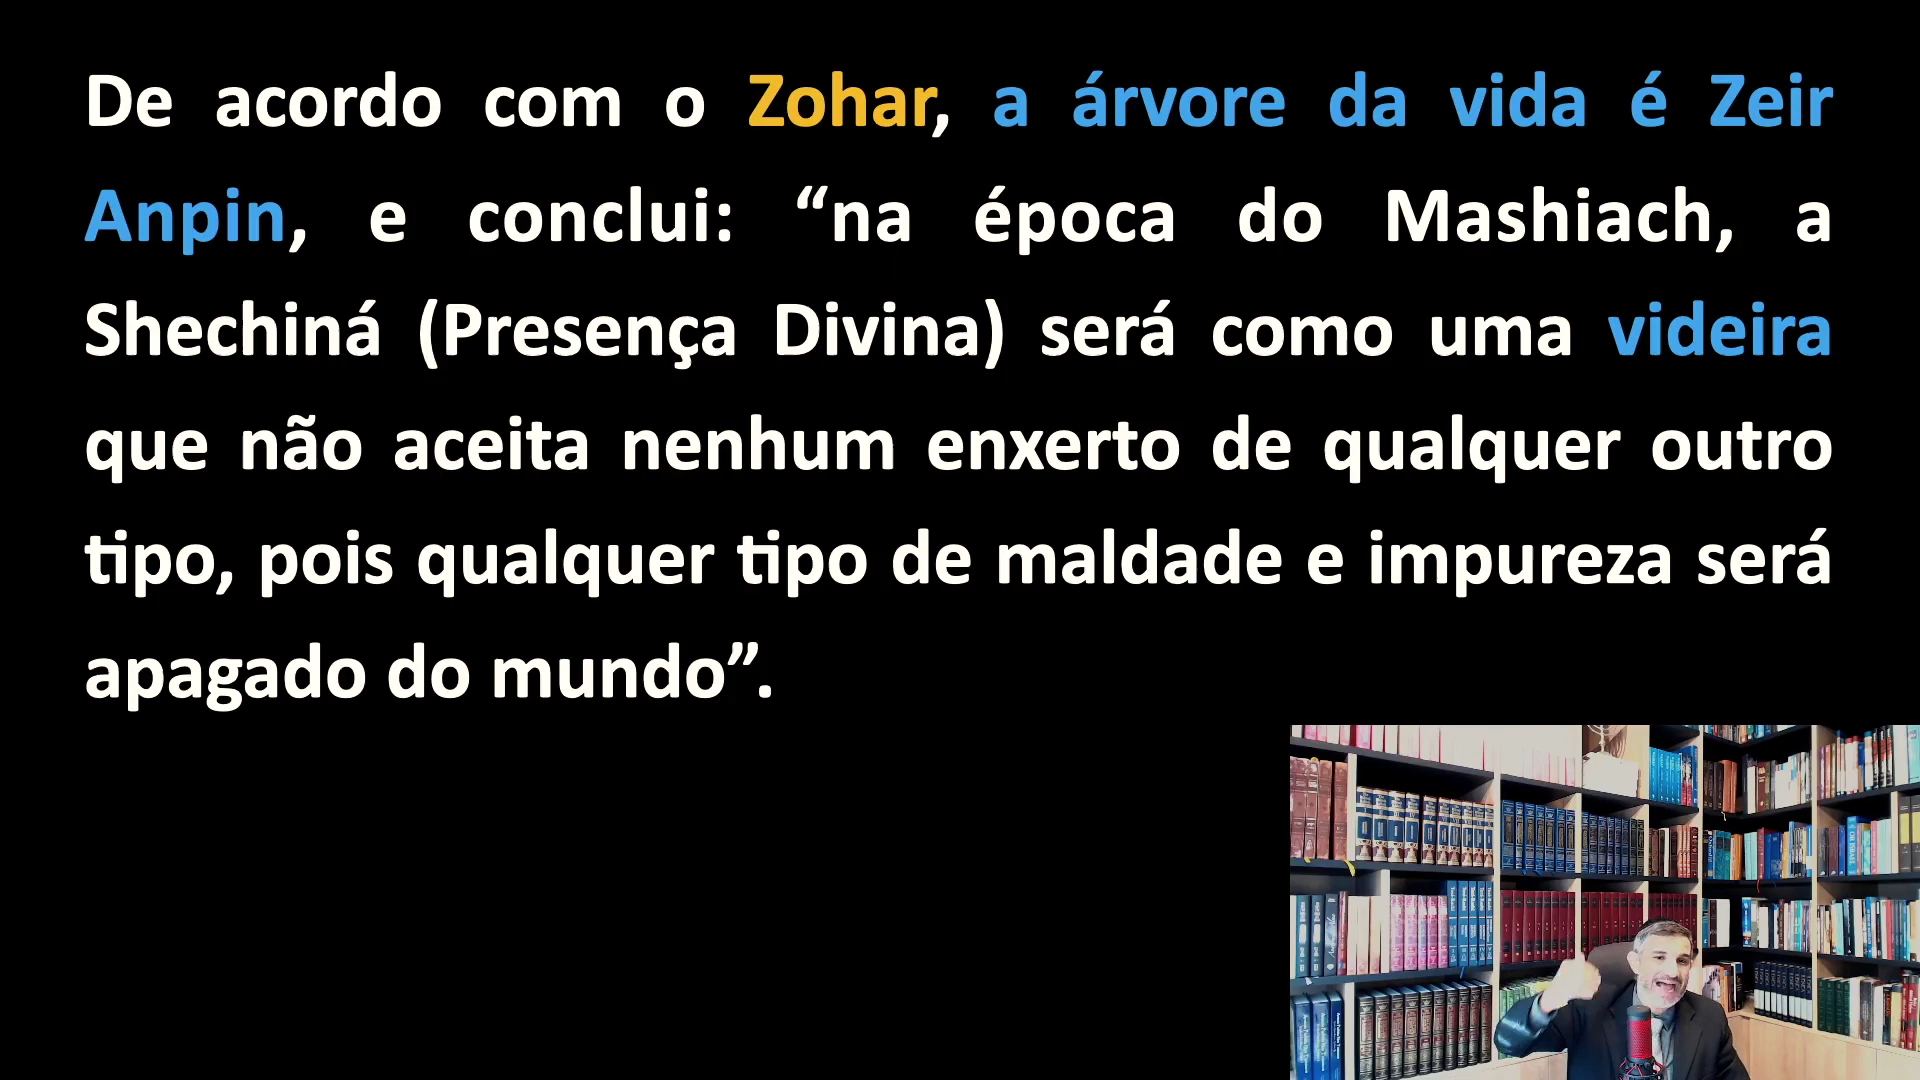 De acordo com o Zohar, a árvore da vida é Zeir
Anpin, e conclui: “na época do Mashiach, a
Shechiná (Presença Divina) será como uma videira
que não aceita nenhum enxerto de qualquer outro
tipo, pois qualquer tipo de maldade e impureza será
apagado do mundo”.